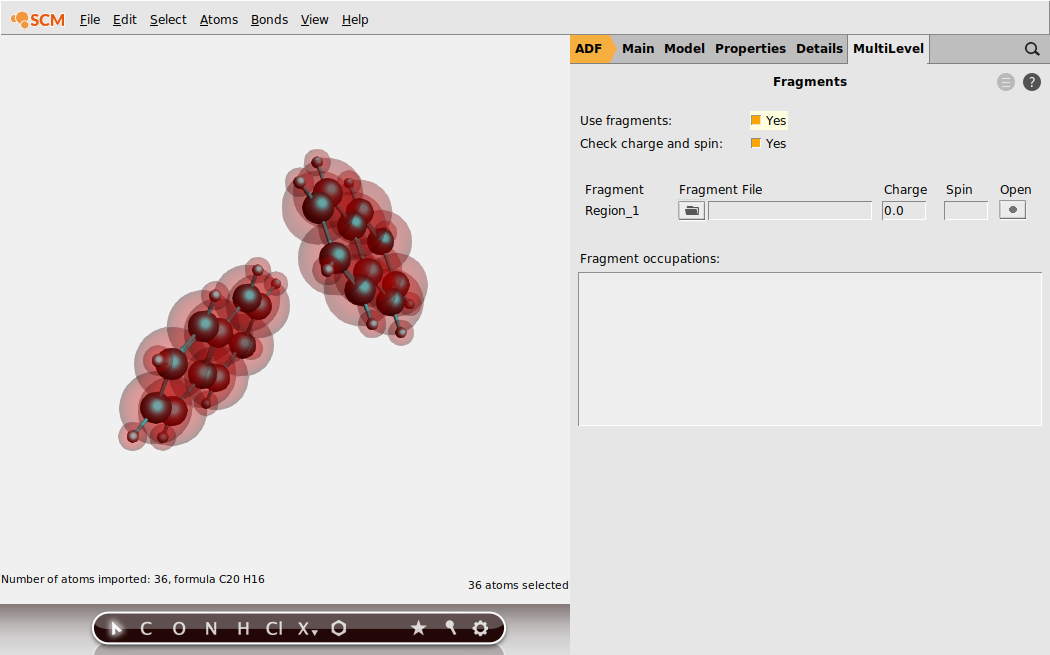 SCM File Edit Select Atoms Bonds View Help
ADF Main Model Properties Details MultiLevel
Fragments
?
Use fragments: Yes
Check charge and spin: Yes
Fragment Fragment File Charge Spin Open
Region_1 0.0
Fragment occupations:
Number of atoms imported: 36, formula C20 H16
36 atoms selected
C O N H Cl X